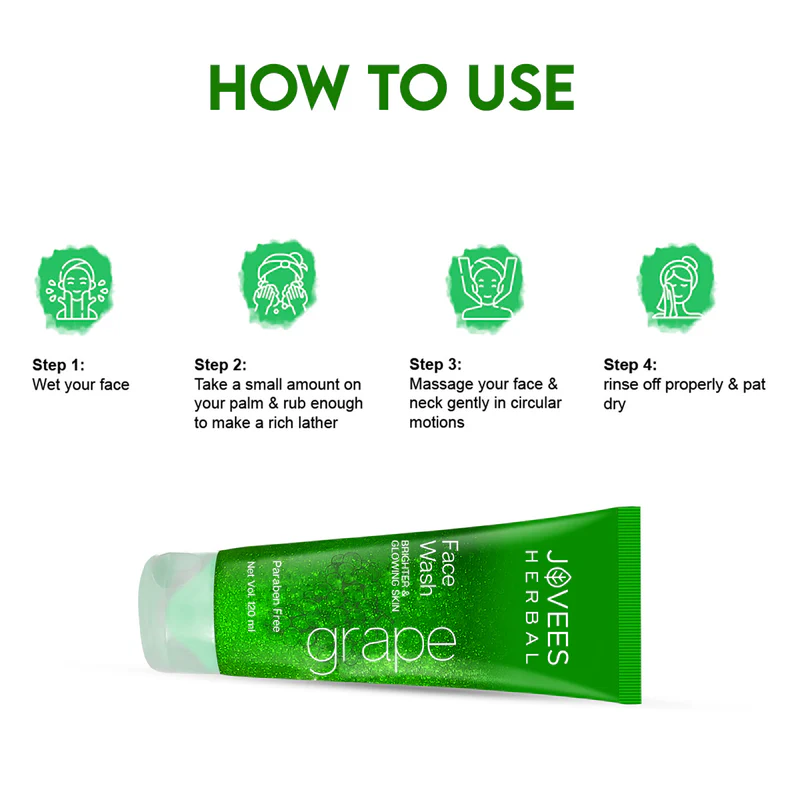 HOW TO USE
Step 1:
Wet your face
Step 2:
Take a small amount on
your palm & rub enough
to make a rich lather
Step 3:
Massage your face &
neck gently in circular
motions
Step 4:
rinse off properly & pat
dry
JOVEES
HERBAL
Face
Wash
BRIGHTER &
GLOWING SKIN
grape
Paraben Free
Net Vol. 120 ml